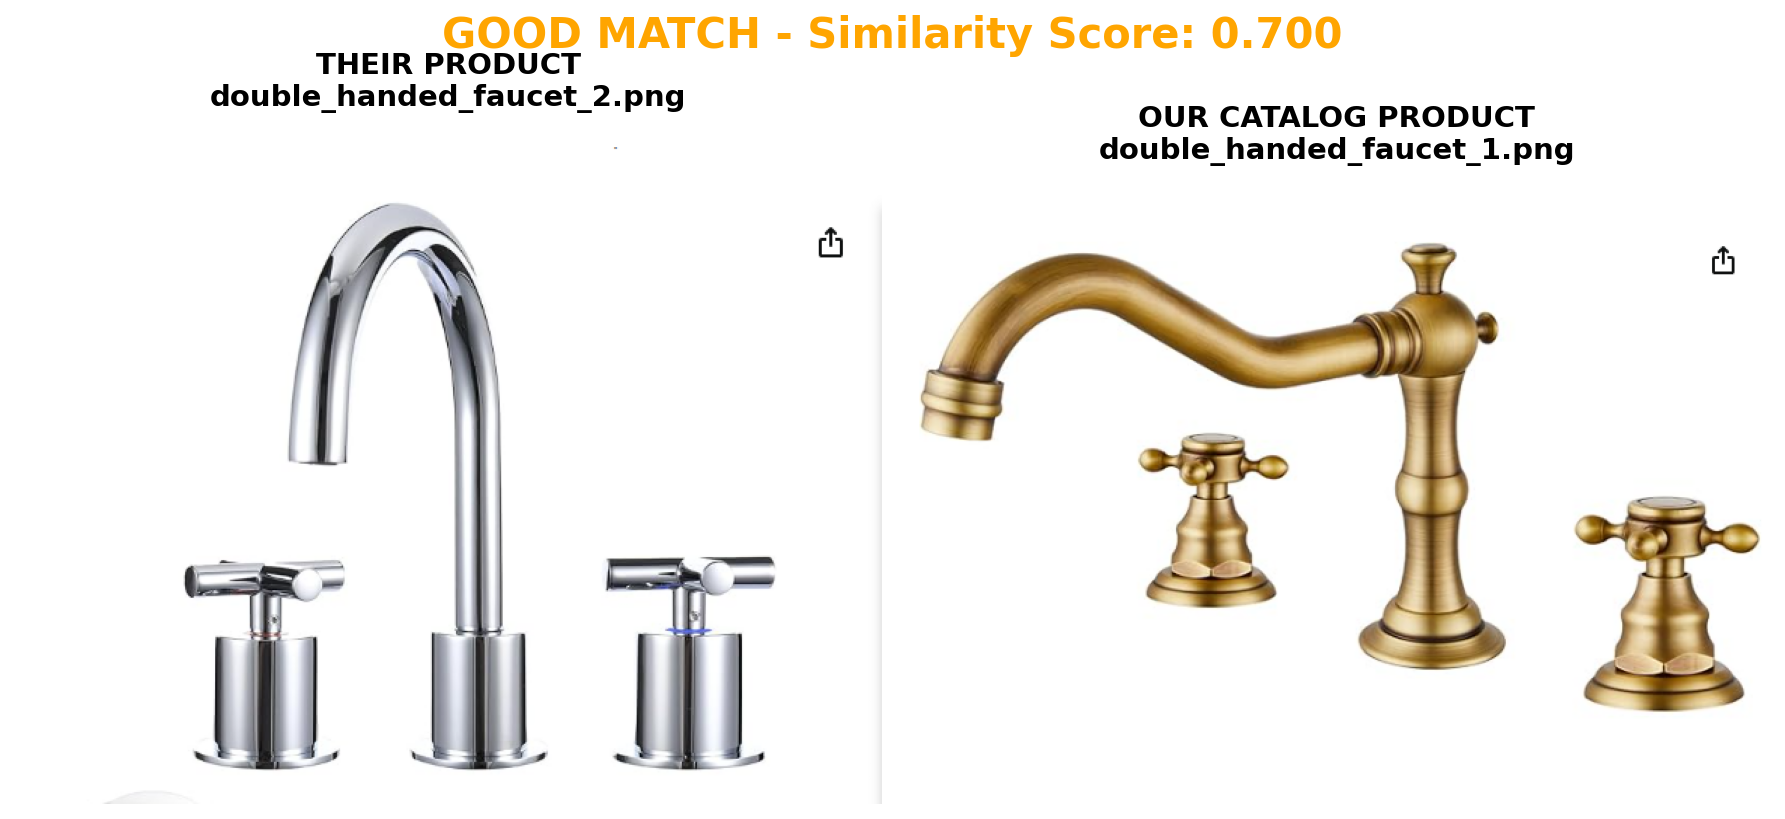 GOOD MATCH - Similarity Score: 0.700
THEIR PRODUCT
double_handed_faucet_2.png
OUR CATALOG PRODUCT
double_handed_faucet_1.png